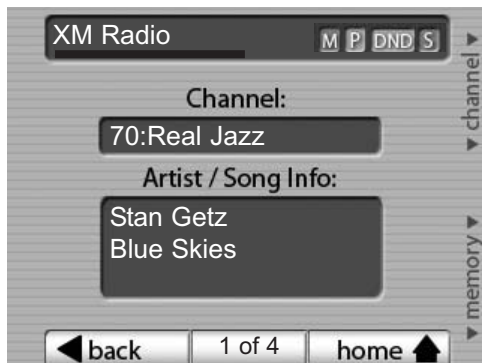 XM Radio
M P DND S
channel
Channel:
70:Real Jazz
Artist / Song Info:
Stan Getz
Blue Skies
memory
back
1 of 4
home